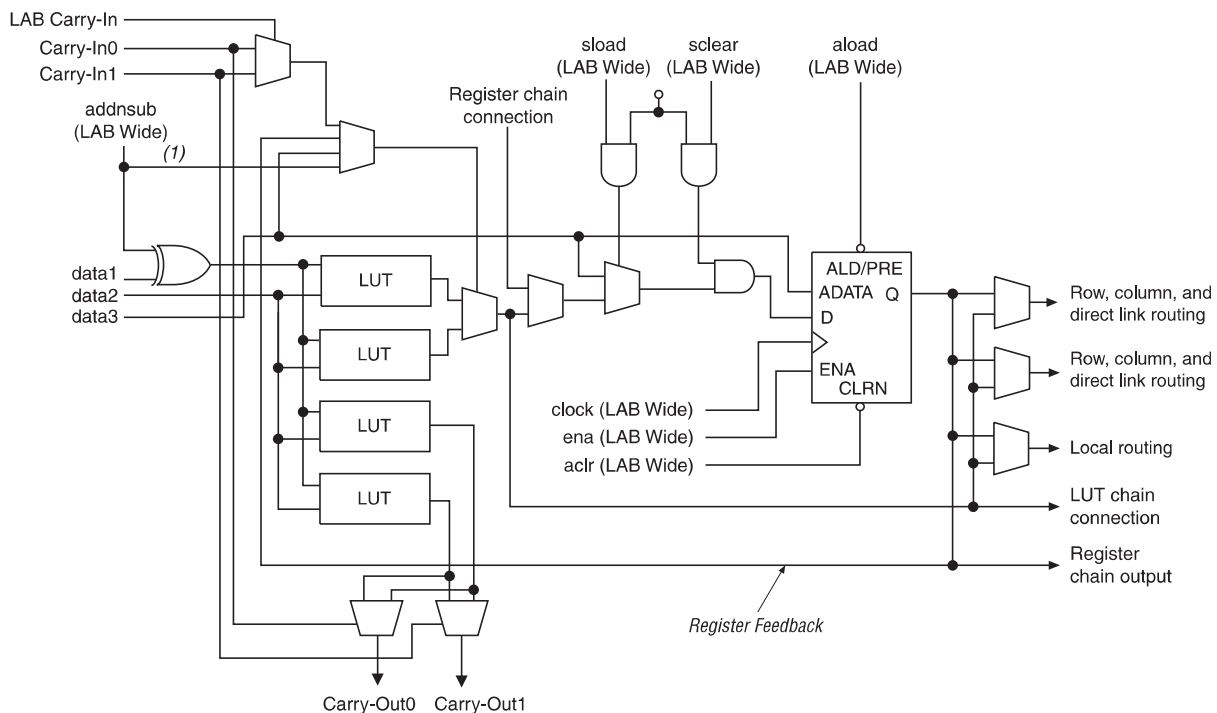 LAB Carry-In
Carry-In0
Carry-In1
addnsub
(LAB Wide)
(1)
data1
data2
data3
LUT
LUT
LUT
LUT
Register chain
connection
sload
(LAB Wide)
sclear
(LAB Wide)
aload
(LAB Wide)
ALD/PRE
ADATA Q
D
ENA
CLRN
clock (LAB Wide)
ena (LAB Wide)
aclr (LAB Wide)
Row, column, and
direct link routing
Row, column, and
direct link routing
Local routing
LUT chain
connection
Register
chain output
Register Feedback
Carry-Out0
Carry-Out1